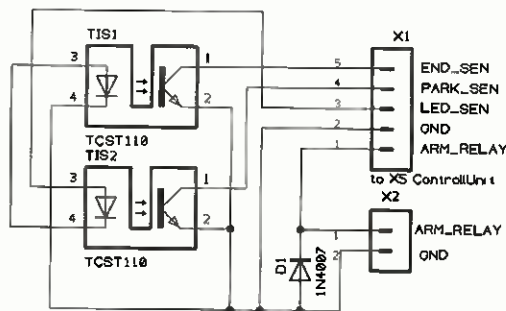 TIS1
3
4
1
2
TCST110
TIS2
3
4
1
2
TCST110
X1
5 END_SEN
4 PARK_SEN
3 LED_SEN
2 GND
1 ARM_RELAY
to X5 ControllUnit
X2
1 ARM_RELAY
2 GND
D1
1N4007